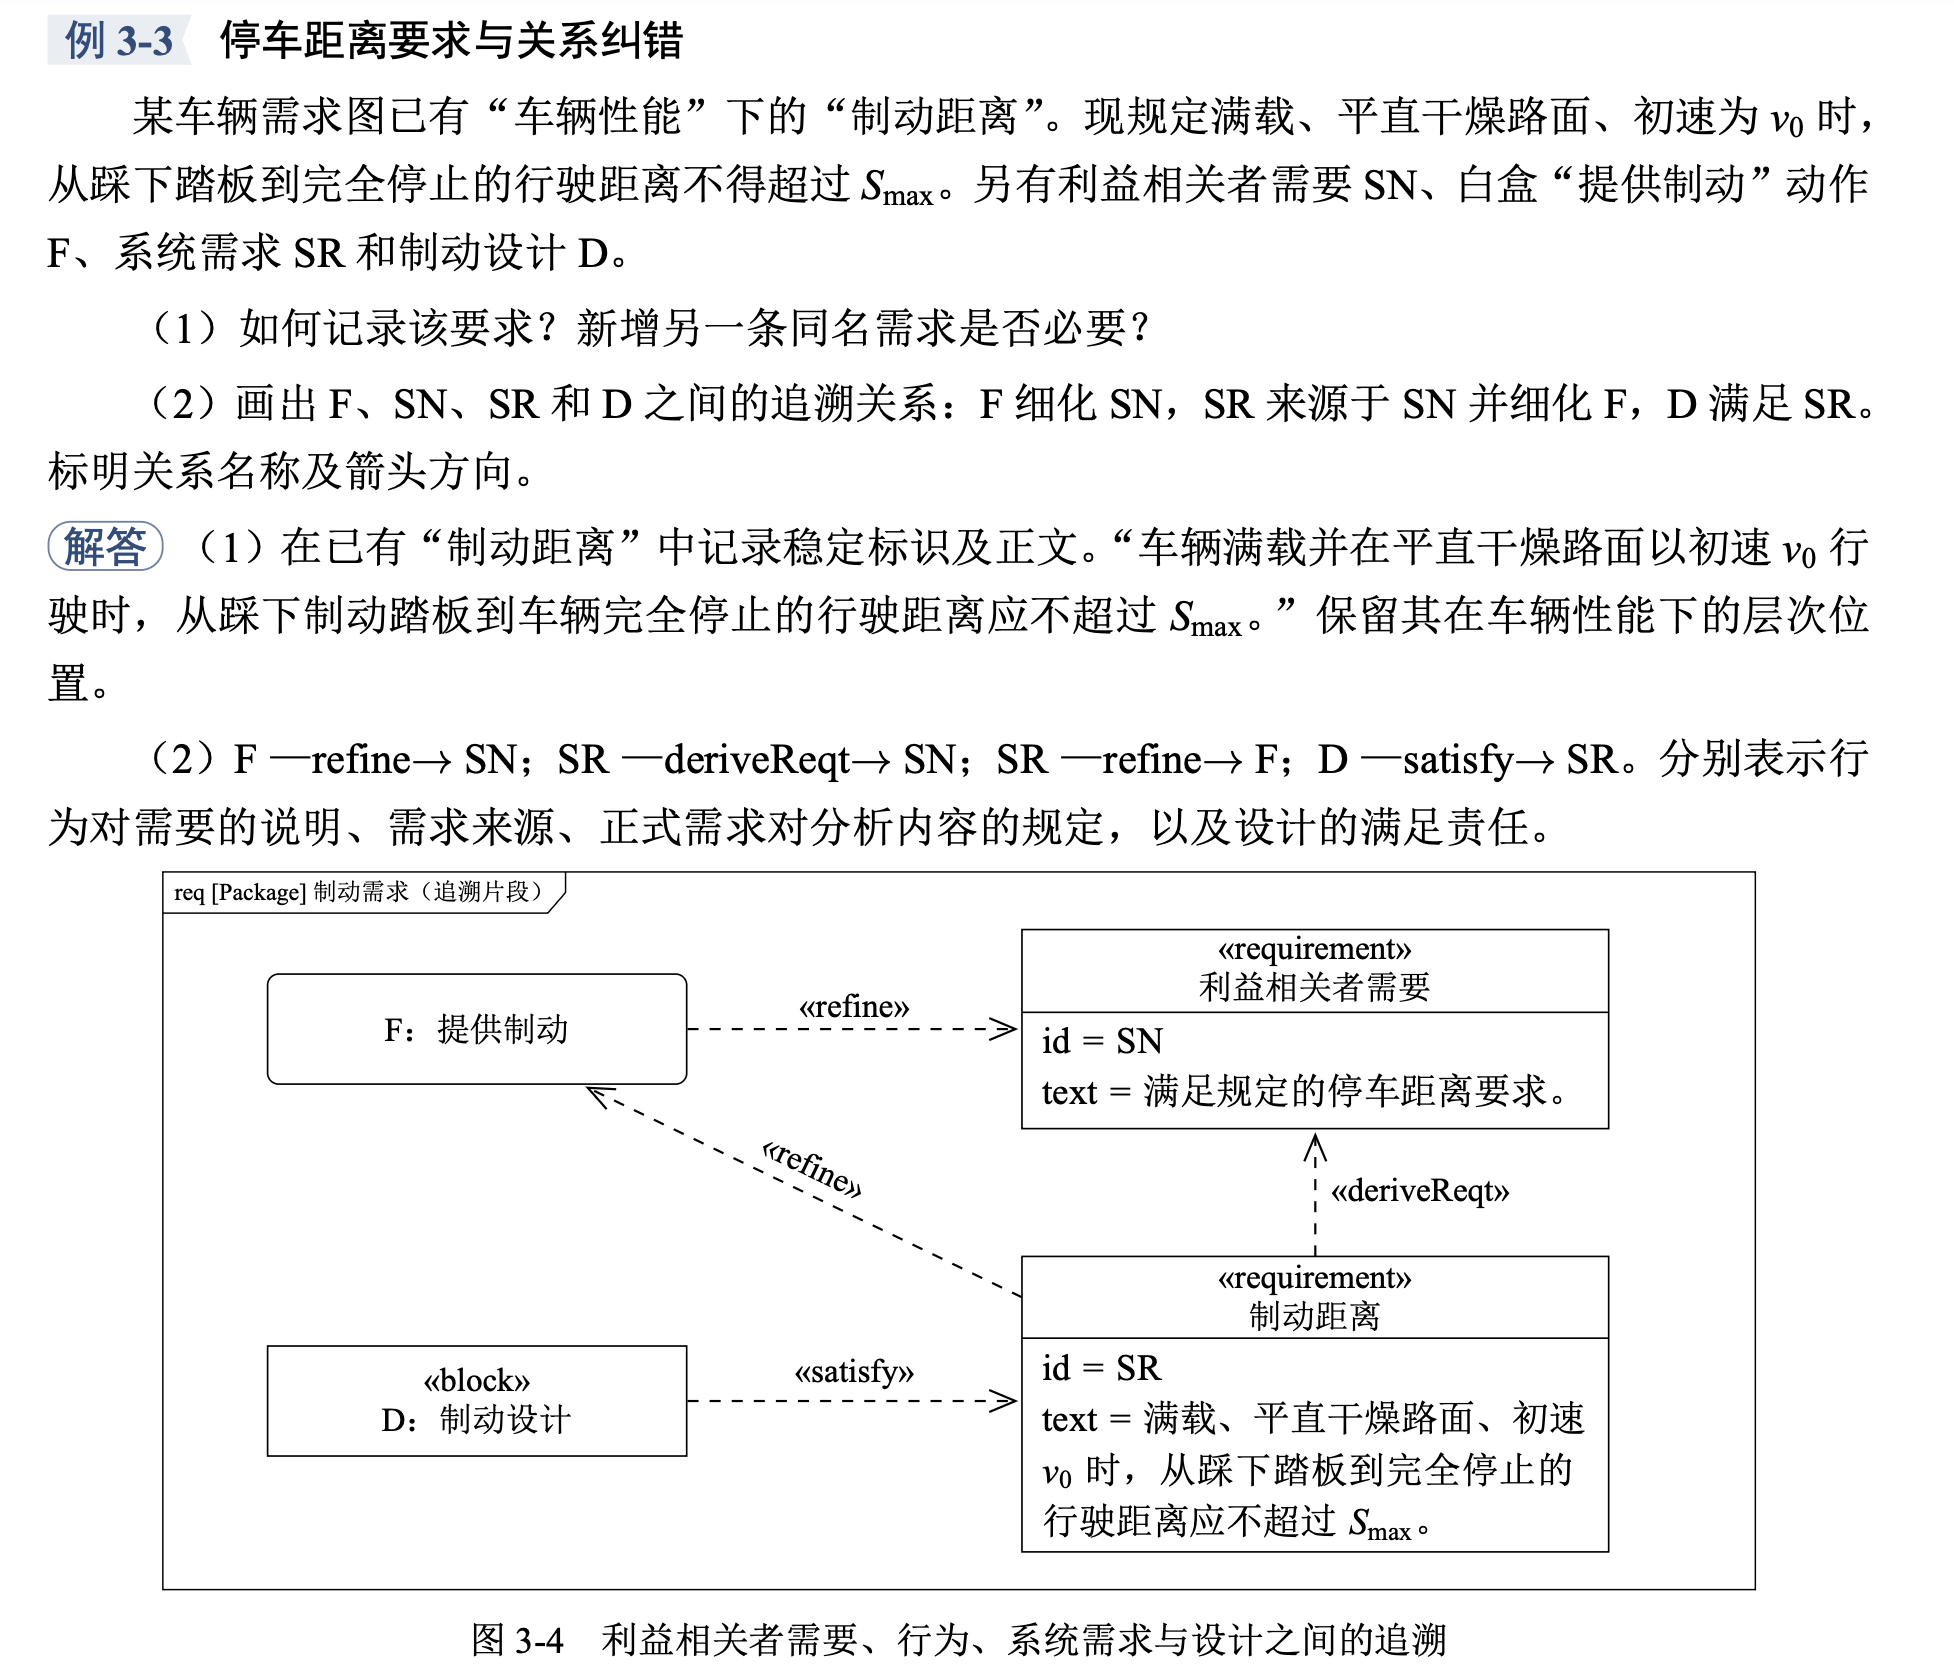 例 3-3 停车距离要求与关系纠错
某车辆需求图已有“车辆性能”下的“制动距离”。现规定满载、平直干燥路面、初速为 v₀ 时，
从踩下踏板到完全停止的行驶距离不得超过 Smax。另有利益相关者需要 SN、白盒“提供制动”动作
F、系统需求 SR 和制动设计 D。
（1）如何记录该要求？新增另一条同名需求是否必要？
（2）画出 F、SN、SR 和 D 之间的追溯关系：F 细化 SN，SR 来源于 SN 并细化 F，D 满足 SR。
标明关系名称及箭头方向。
解答 （1）在已有“制动距离”中记录稳定标识及正文。“车辆满载并在平直干燥路面以初速 v₀ 行
驶时，从踩下制动踏板到车辆完全停止的行驶距离应不超过 Smax。”保留其在车辆性能下的层次位
置。
（2）F —refine→ SN；SR —deriveReqt→ SN；SR —refine→ F；D —satisfy→ SR。分别表示行
为对需要的说明、需求来源、正式需求对分析内容的规定，以及设计的满足责任。
req [Package] 制动需求（追溯片段）
F：提供制动
«refine»
«requirement»
利益相关者需要
id = SN
text = 满足规定的停车距离要求。
«refine»
«deriveReqt»
«block»
D：制动设计
«satisfy»
«requirement»
制动距离
id = SR
text = 满载、平直干燥路面、初速
v₀ 时，从踩下踏板到完全停止的
行驶距离应不超过 Smax。
图 3-4 利益相关者需要、行为、系统需求与设计之间的追溯